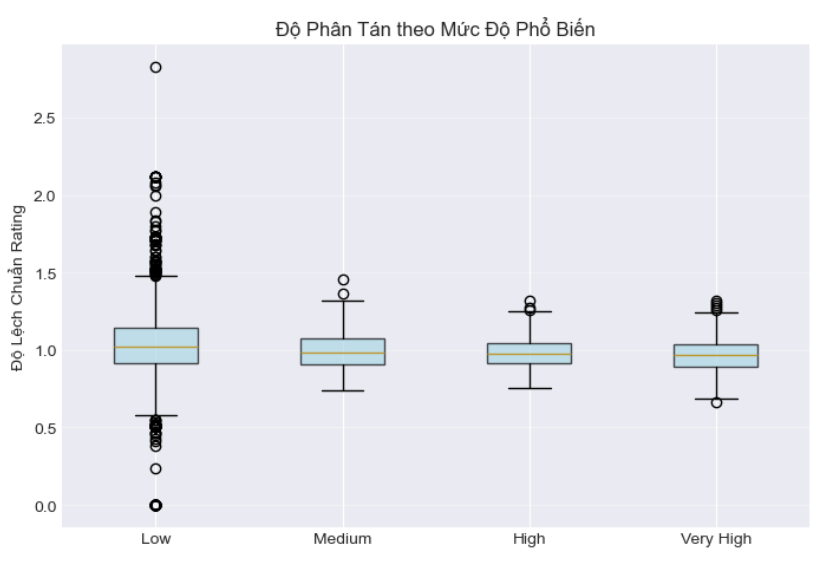 Độ Phân Tán theo Mức Độ Phổ Biến
Độ Lệch Chuẩn Rating
2.5
2.0
1.5
1.0
0.5
0.0
Low Medium High Very High